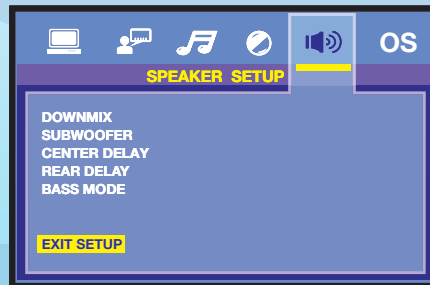 OS
SPEAKER SETUP
DOWNMIX
SUBWOOFER
CENTER DELAY
REAR DELAY
BASS MODE
EXIT SETUP